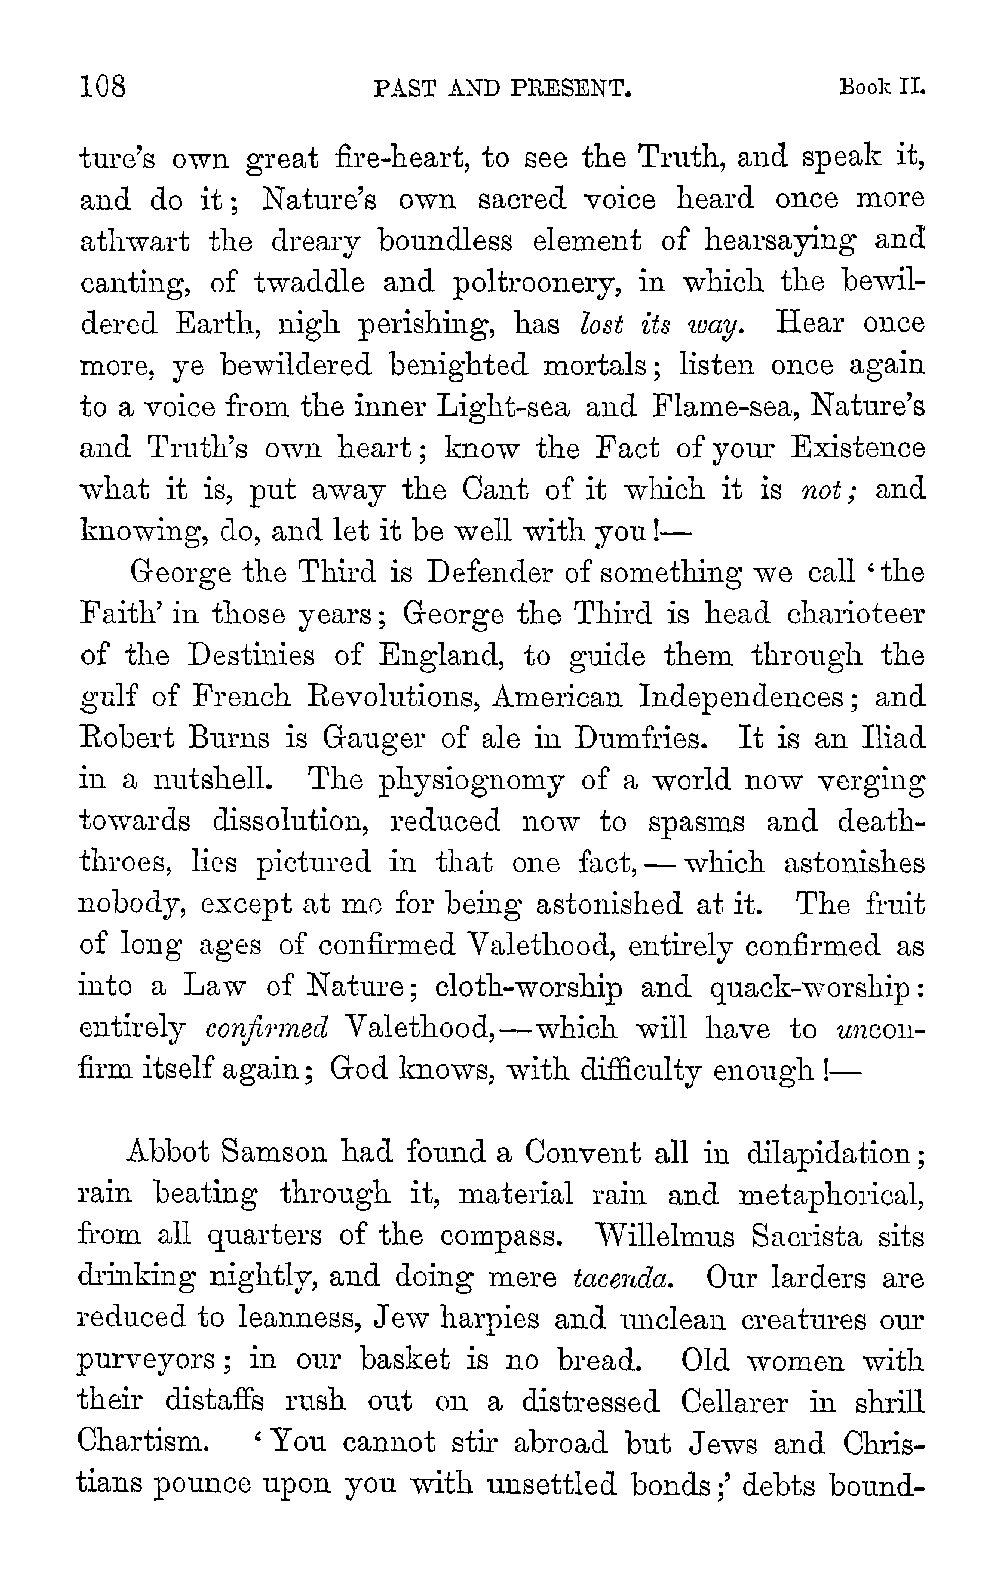 108 PAST AND PRESENT. Book II.
ture's own great fire-heart, to see the Truth, and speak it,
and do it; Nature's own sacred voice heard once more
athwart the dreary boundless element of hearsaying and
canting, of twaddle and poltroonery, in which the bewil-
dered Earth, nigh perishing, has lost its way. Hear once
more, ye bewildered benighted mortals; listen once again
to a voice from the inner Light-sea and Flame-sea, Nature's
and Truth's own heart; know the Fact of your Existence
what it is, put away the Cant of it which it is not; and
knowing, do, and let it be well with you!—
George the Third is Defender of something we call 'the
Faith' in those years; George the Third is head charioteer
of the Destinies of England, to guide them through the
gulf of French Revolutions, American Independences; and
Robert Burns is Gauger of ale in Dumfries. It is an Iliad
in a nutshell. The physiognomy of a world now verging
towards dissolution, reduced now to spasms and death-
throes, lies pictured in that one fact,—which astonishes
nobody, except at me for being astonished at it. The fruit
of long ages of confirmed Valethood, entirely confirmed as
into a Law of Nature; cloth-worship and quack-worship:
entirely confirmed Valethood,—which will have to uncon-
firm itself again; God knows, with difficulty enough!—
Abbot Samson had found a Convent all in dilapidation;
rain beating through it, material rain and metaphorical,
from all quarters of the compass. Willelmus Sacrista sits
drinking nightly, and doing mere tacenda. Our larders are
reduced to leanness, Jew harpies and unclean creatures our
purveyors; in our basket is no bread. Old women with
their distaffs rush out on a distressed Cellarer in shrill
Chartism. 'You cannot stir abroad but Jews and Chris-
tians pounce upon you with unsettled bonds;' debts bound-